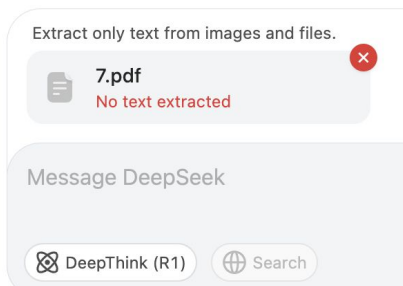 Extract only text from images and files.
7.pdf
No text extracted
Message DeepSeek
DeepThink (R1) Search